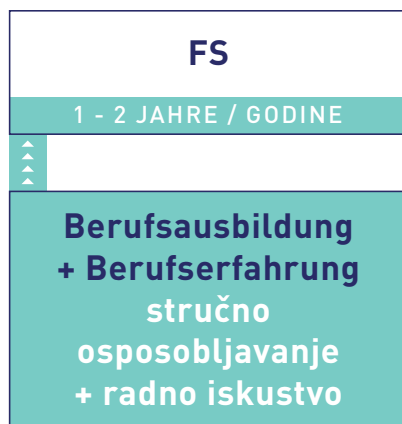 FS
1 - 2 JAHRE / GODINE
Berufsausbildung
+ Berufserfahrung
stručno
osposobljavanje
+ radno iskustvo